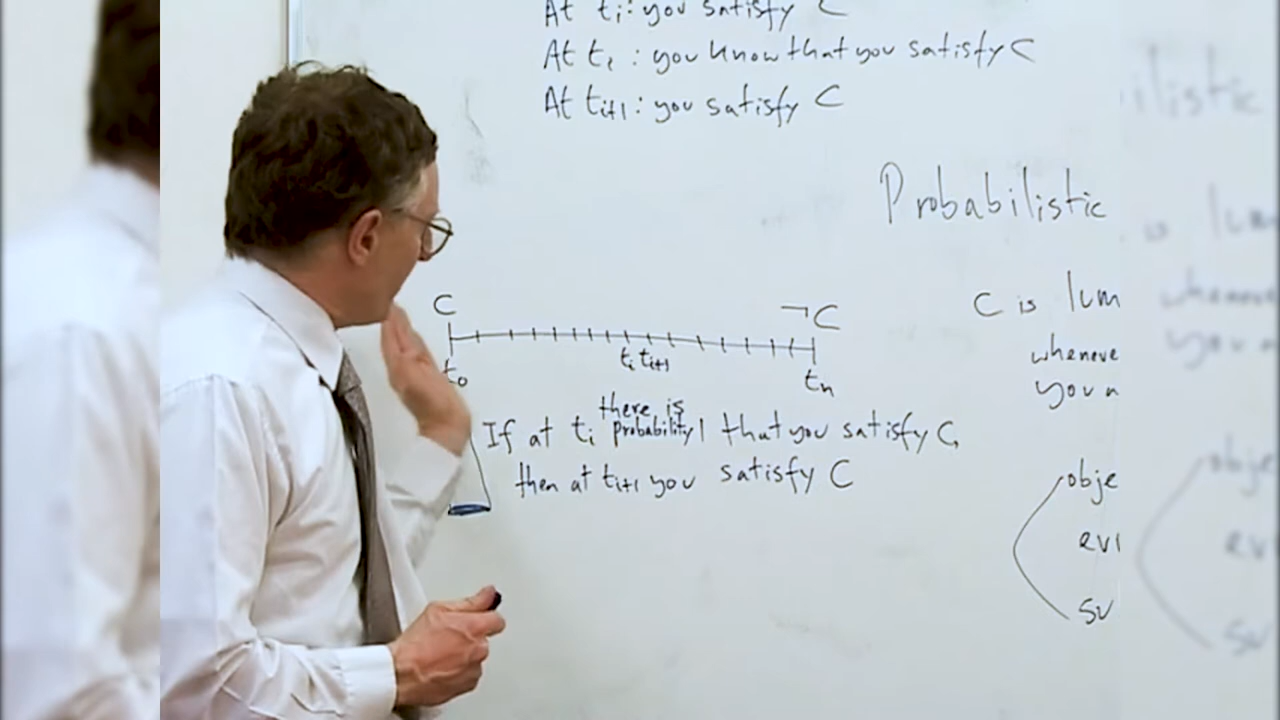 At tᵢ: you satisfy C
At tᵢ : you know that you satisfy C
At tᵢ₊₁: you satisfy C
Probabilistic
C is lum
C
¬C
wheneve
tᵢ tᵢ₊₁
t₀
tₙ
you n
there is
If at tᵢ probability 1 that you satisfy C,
then at tᵢ₊₁ you satisfy C
obje
evi
su